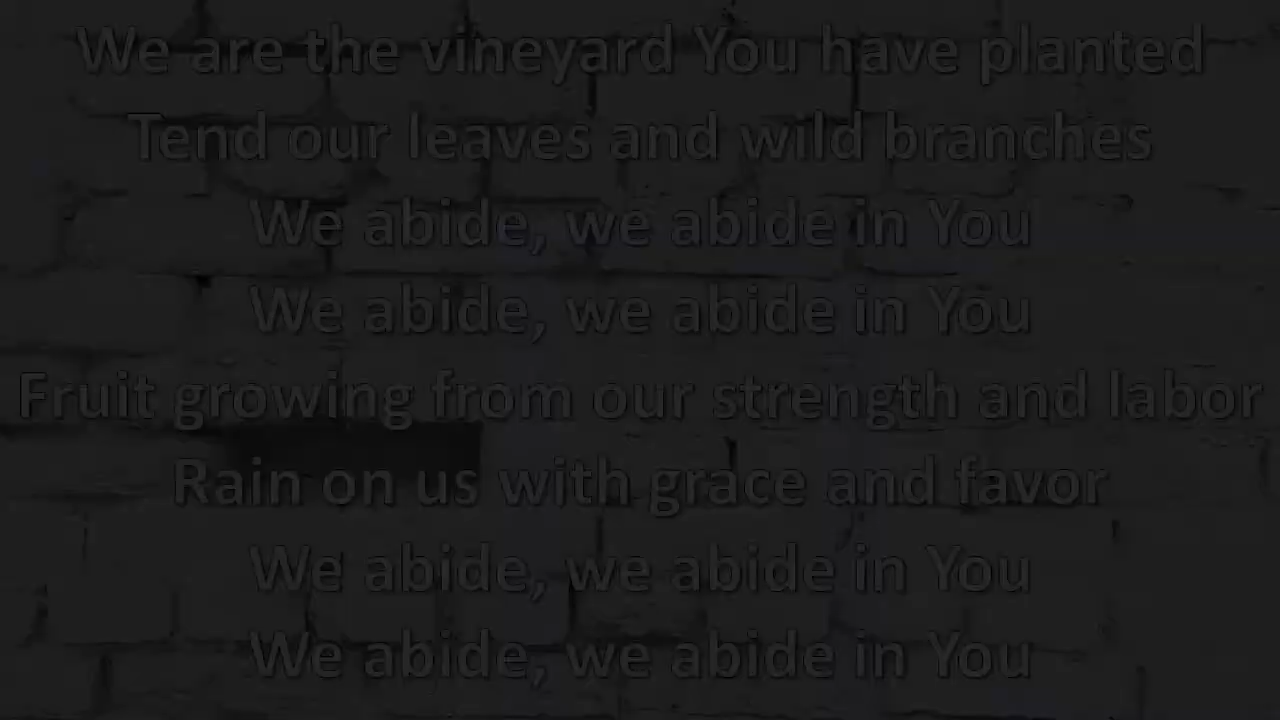 We are the vineyard You have planted
Tend our leaves and wild branches
We abide, we abide in You
We abide, we abide in You
Fruit growing from our strength and labor
Rain on us with grace and favor
We abide, we abide in You
We abide, we abide in You